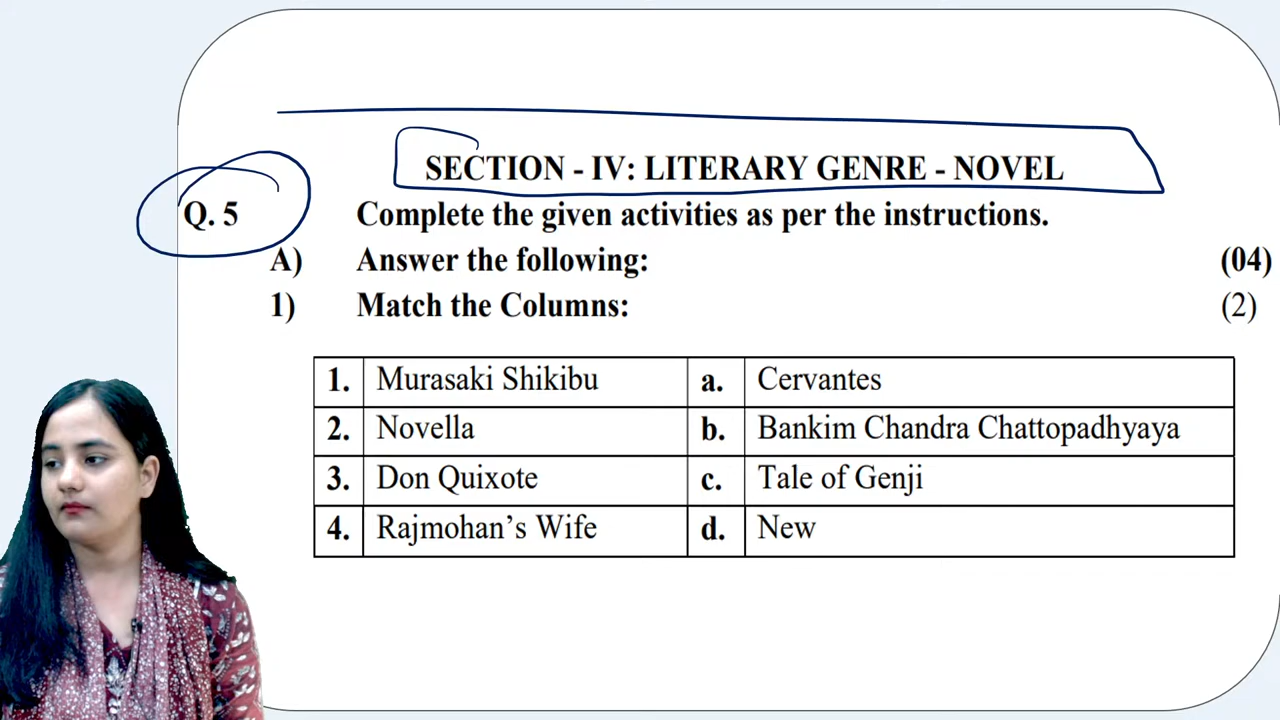 SECTION - IV: LITERARY GENRE - NOVEL
Q. 5 Complete the given activities as per the instructions.
A) Answer the following: (04)
1) Match the Columns: (2)
1. Murasaki Shikibu a. Cervantes
2. Novella b. Bankim Chandra Chattopadhyaya
3. Don Quixote c. Tale of Genji
4. Rajmohan’s Wife d. New